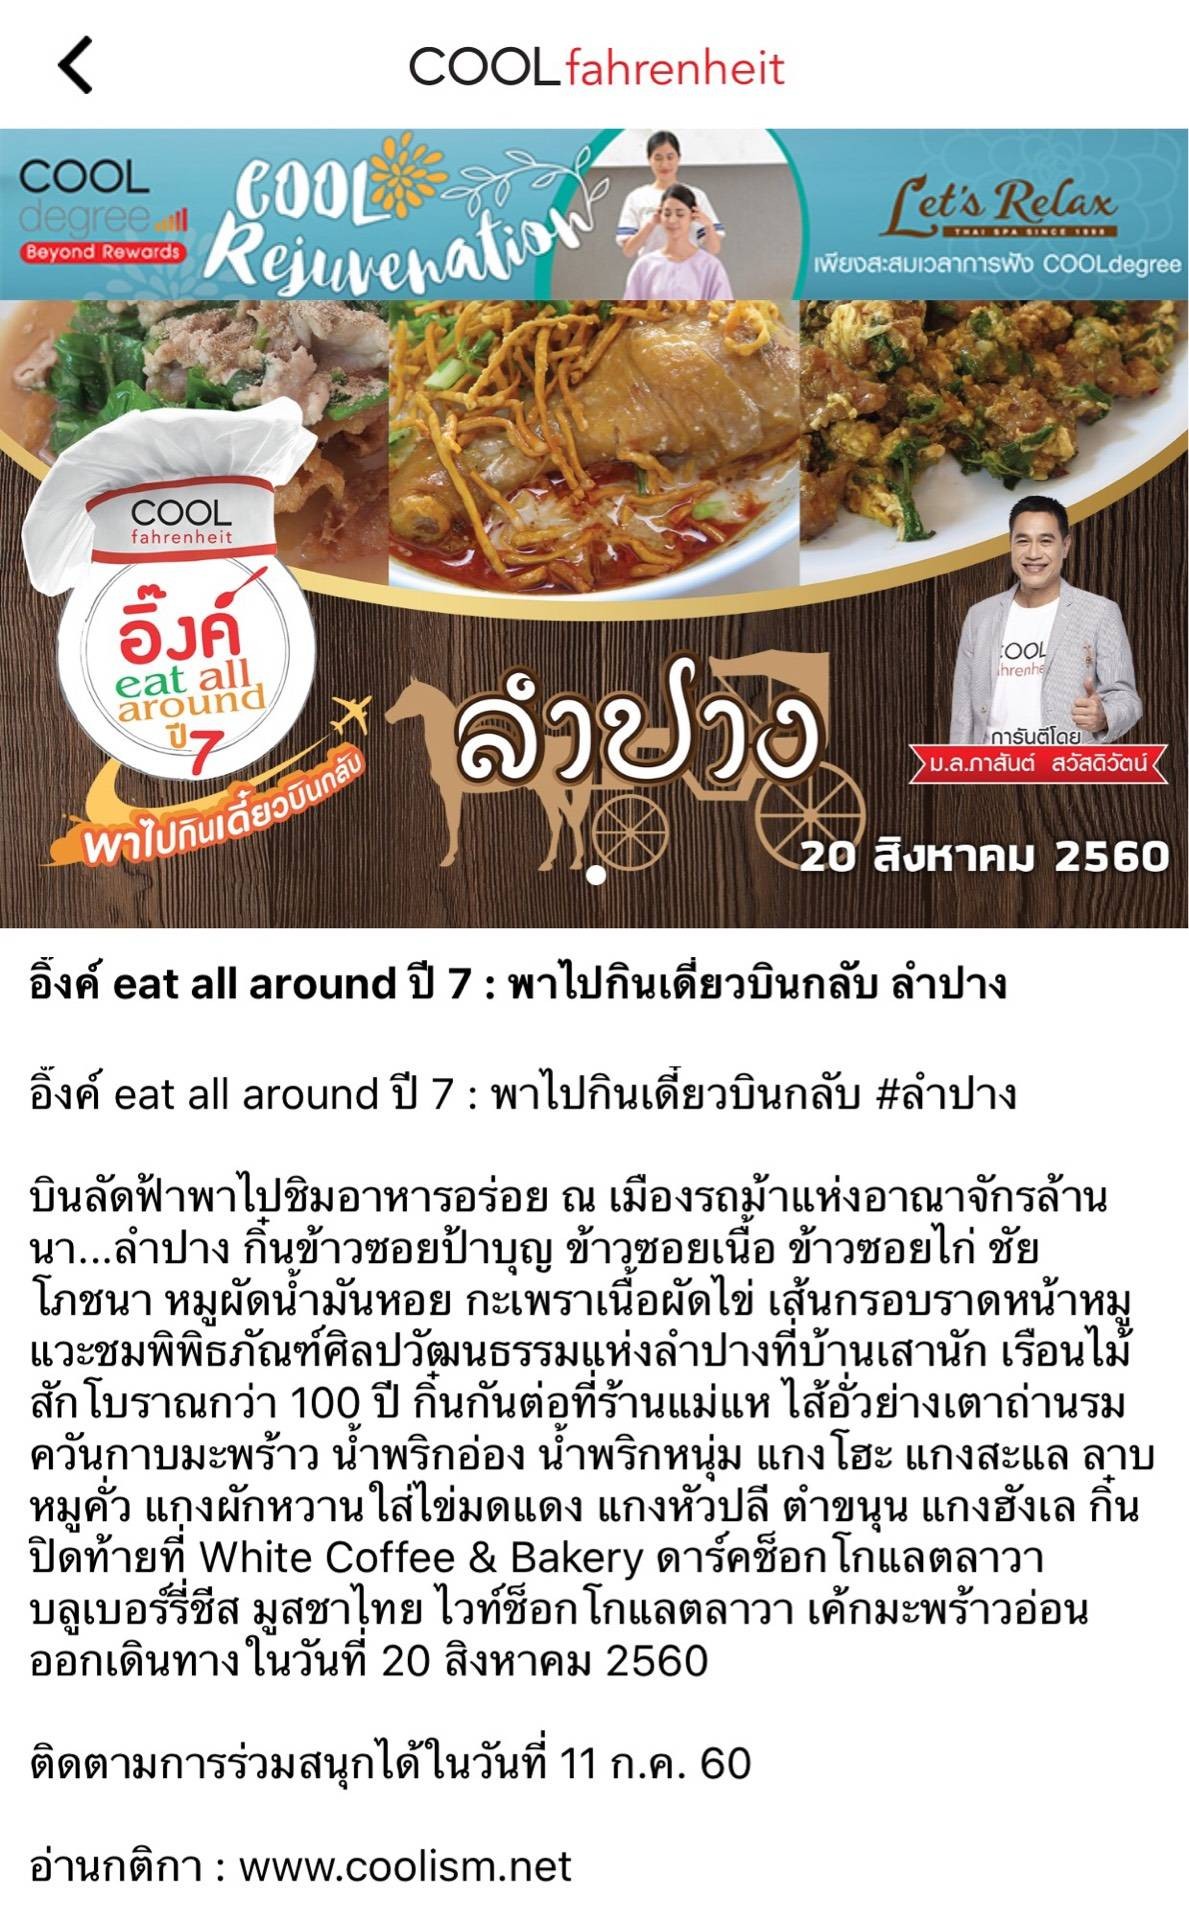 COOLfahrenheit
COOL
degree
Beyond Rewards
COOL
Rejuvenation
Let's Relax
THAI SPA SINCE 1998
เพียงสะสมเวลาการฟัง COOLdegree
COOL
fahrenheit
อิ๊งค์
eat all
around
ปี 7
พาไปกินเดี๋ยวบินกลับ
ลำปาง
COOL
การันตีโดย
ม.ล.ภาสันต์ สวัสดิวัตน์
20 สิงหาคม 2560
อิ๊งค์ eat all around ปี 7 : พาไปกินเดี๋ยวบินกลับ ลำปาง
อิ๊งค์ eat all around ปี 7 : พาไปกินเดี๋ยวบินกลับ #ลำปาง
บินลัดฟ้าพาไปชิมอาหารอร่อย ณ เมืองรถม้าแห่งอาณาจักรล้าน
นา...ลำปาง กิ๋นข้าวซอยป้าบุญ ข้าวซอยเนื้อ ข้าวซอยไก่ ชัย
โภชนา หมูผัดน้ำมันหอย กะเพราเนื้อผัดไข่ เส้นกรอบราดหน้าหมู
แวะชมพิพิธภัณฑ์ศิลปวัฒนธรรมแห่งลำปางที่บ้านเสานัก เรือนไม้
สักโบราณกว่า 100 ปี กิ๋นกันต่อที่ร้านแม่แห ไส้อั่วย่างเตาถ่านรม
ควันกาบมะพร้าว น้ำพริกอ่อง น้ำพริกหนุ่ม แกงโฮะ แกงสะแล ลาบ
หมูคั่ว แกงผักหวานใส่ไข่มดแดง แกงหัวปลี ตำขนุน แกงฮังเล กิ๋น
ปิดท้ายที่ White Coffee & Bakery ดาร์คช็อกโกแลตลาวา
บลูเบอร์รี่ชีส มูสชาไทย ไวท์ช็อกโกแลตลาวา เค้กมะพร้าวอ่อน
ออกเดินทางในวันที่ 20 สิงหาคม 2560
ติดตามการร่วมสนุกได้ในวันที่ 11 ก.ค. 60
อ่านกติกา : www.coolism.net